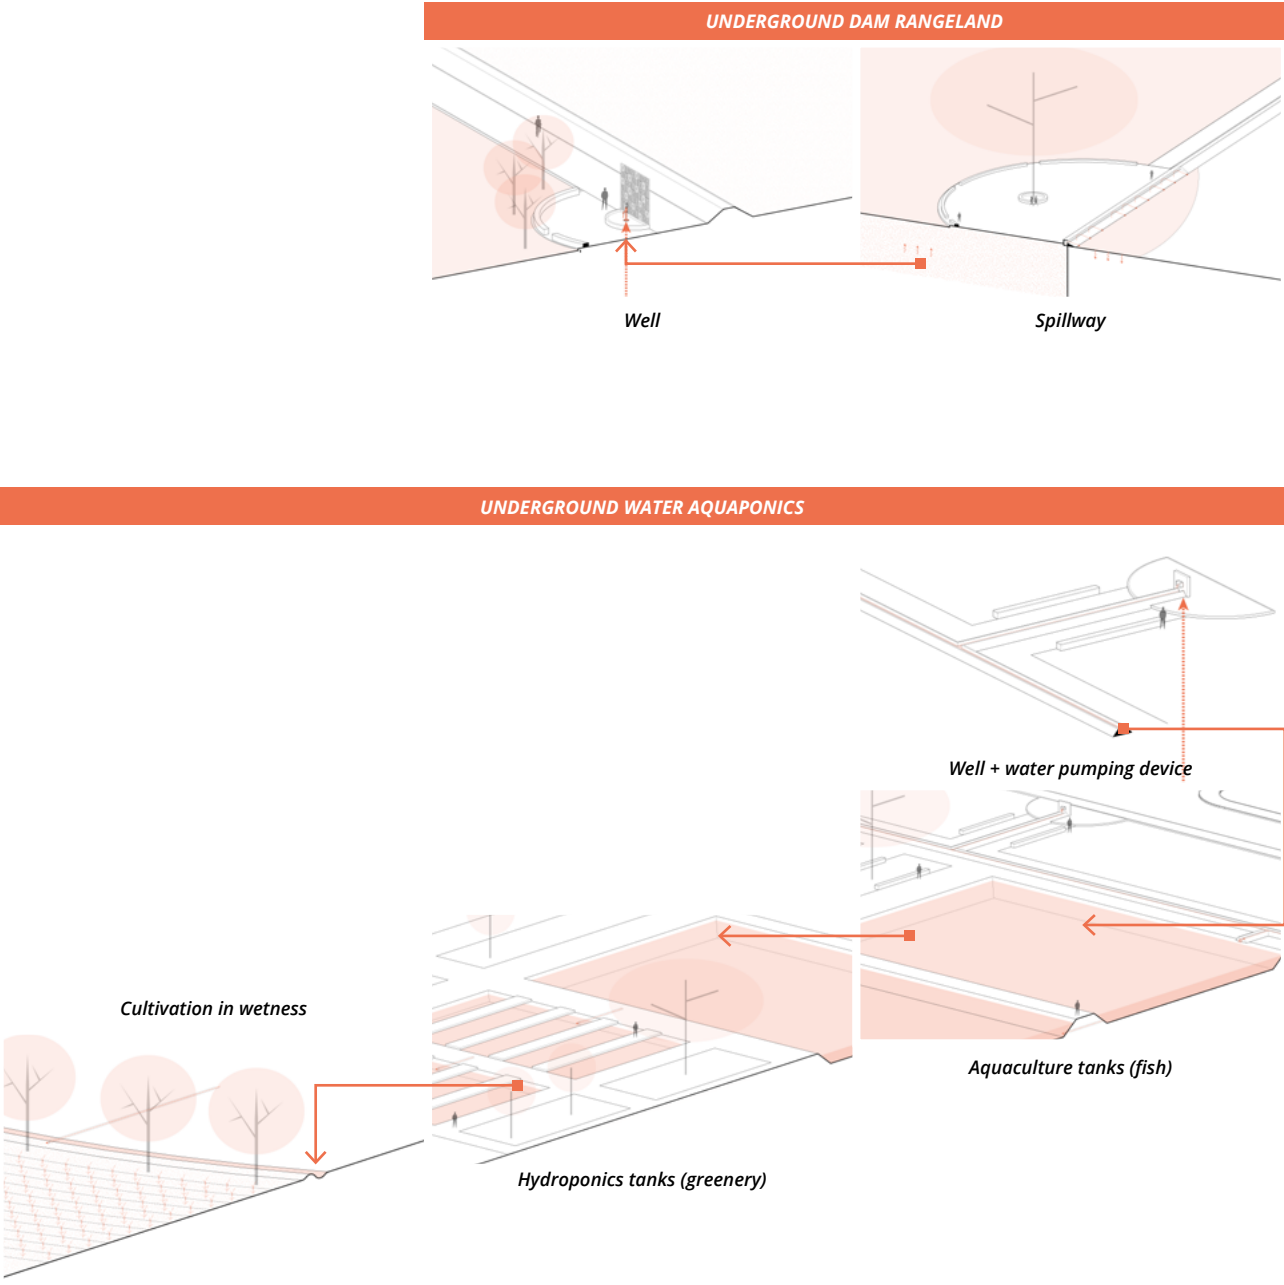 UNDERGROUND DAM RANGELAND
Well
Spillway
UNDERGROUND WATER AQUAPONICS
Well + water pumping device
Cultivation in wetness
Aquaculture tanks (fish)
Hydroponics tanks (greenery)